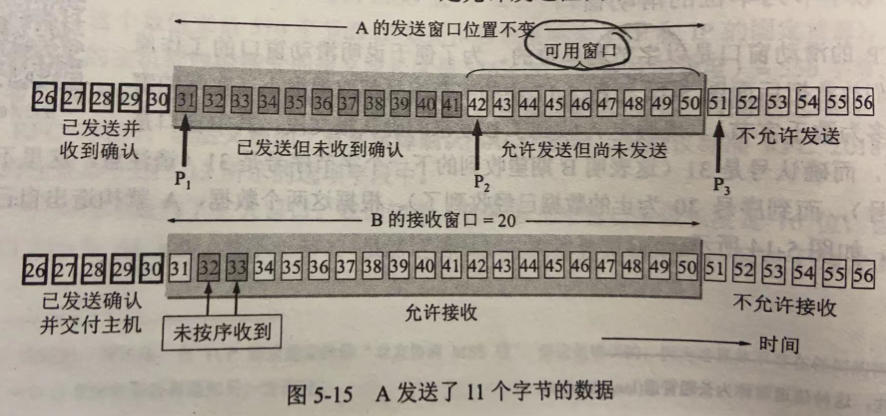 A 的发送窗口位置不变
可用窗口
26 27 28 29 30 31 32 33 34 35 36 37 38 39 40 41 42 43 44 45 46 47 48 49 50 51 52 53 54 55 56
已发送并
收到确认
已发送但未收到确认
允许发送但尚未发送
不允许发送
P1
P2
P3
B 的接收窗口 = 20
26 27 28 29 30 31 32 33 34 35 36 37 38 39 40 41 42 43 44 45 46 47 48 49 50 51 52 53 54 55 56
已发送确认
并交付主机
未按序收到
允许接收
不允许接收
时间
图 5-15 A 发送了 11 个字节的数据